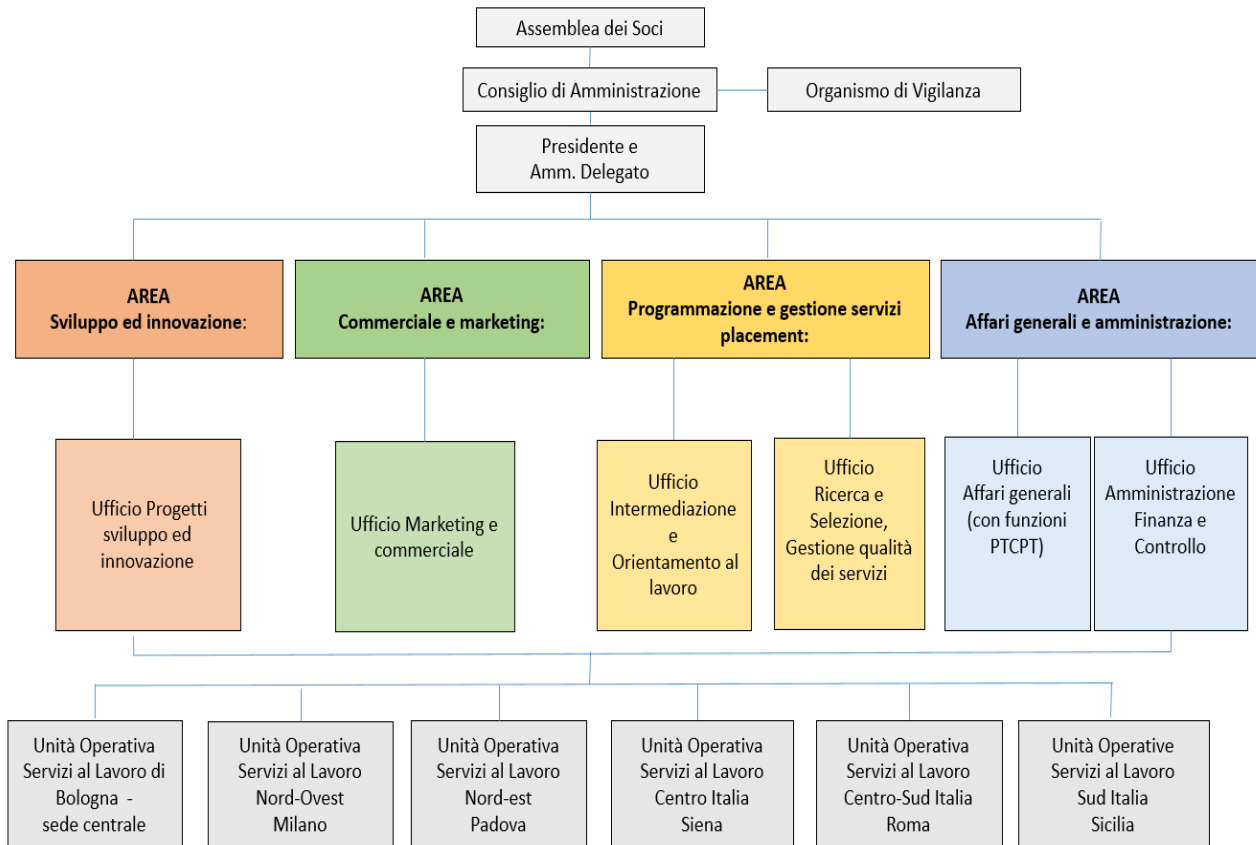 Assemblea dei Soci
Consiglio di Amministrazione
Organismo di Vigilanza
Presidente e
Amm. Delegato
AREA
Sviluppo ed innovazione:
AREA
Commerciale e marketing:
AREA
Programmazione e gestione servizi
placement:
AREA
Affari generali e amministrazione:
Ufficio Progetti
sviluppo ed
innovazione
Ufficio Marketing e
commerciale
Ufficio
Intermediazione
e
Orientamento al
lavoro
Ufficio
Ricerca e
Selezione,
Gestione qualità
dei servizi
Ufficio
Affari generali
(con funzioni
PTCPT)
Ufficio
Amministrazione
Finanza e
Controllo
Unità Operativa
Servizi al Lavoro di
Bologna -
sede centrale
Unità Operativa
Servizi al Lavoro
Nord-Ovest
Milano
Unità Operativa
Servizi al Lavoro
Nord-est
Padova
Unità Operativa
Servizi al Lavoro
Centro Italia
Siena
Unità Operativa
Servizi al Lavoro
Centro-Sud Italia
Roma
Unità Operative
Servizi al Lavoro
Sud Italia
Sicilia